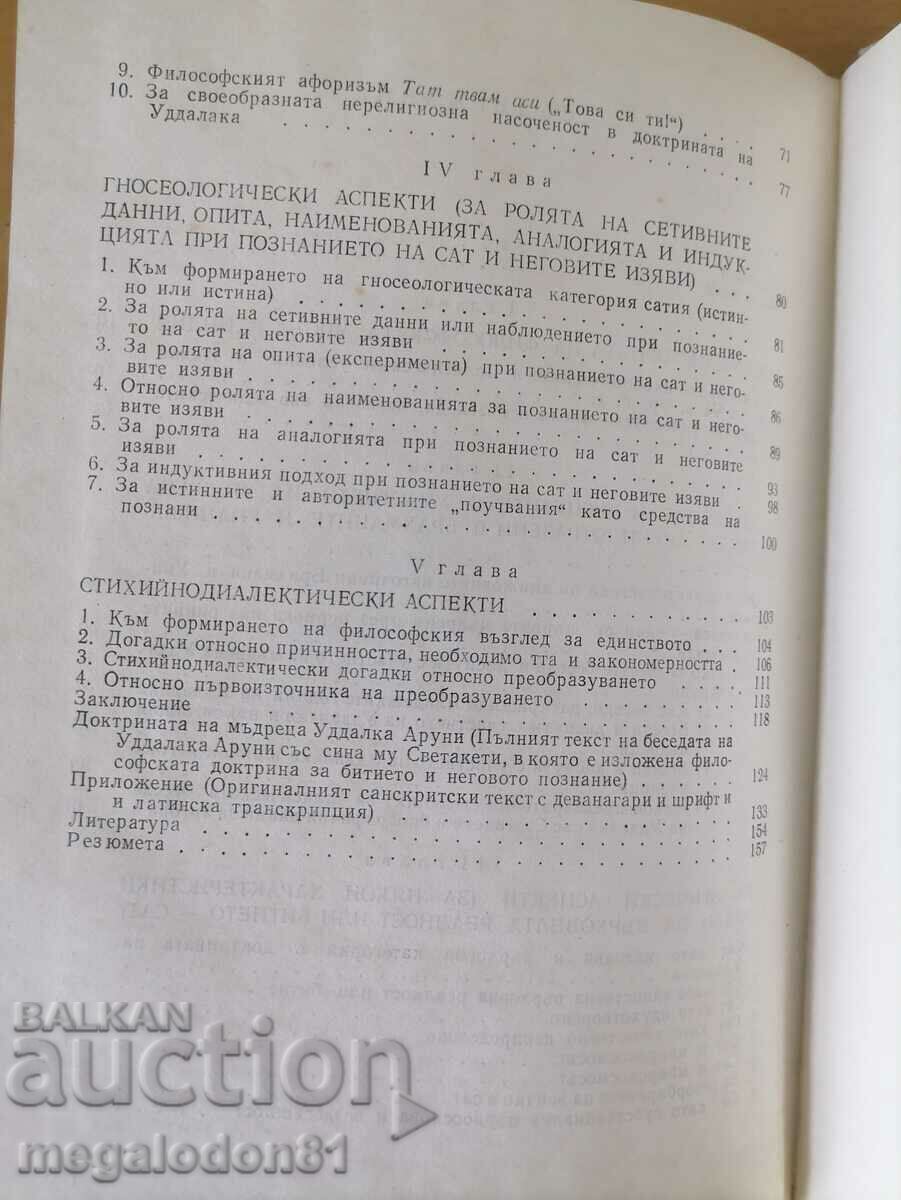 9. Философският афоризъм Тат твам аси („Това си ти!“) . . . 71
10. За своеобразната нерелигиозна насоченост в доктрината на
Уддалака . . . . . . . . . . . . 77
IV глава
ГНОСЕОЛОГИЧЕСКИ АСПЕКТИ (ЗА РОЛЯТА НА СЕТИВНИТЕ
ДАННИ, ОПИТА, НАИМЕНОВАНИЯТА, АНАЛОГИЯТА И ИНДУК-
ЦИЯТА ПРИ ПОЗНАНИЕТО НА САТ И НЕГОВИТЕ ИЗЯВИ) . . . 80
1. Към формирането на гносеологическата категория сатия (истин-
но или истина) . . . . . . . . . . . . 81
2. За ролята на сетивните данни или наблюдението при познание-
то на сат и неговите изяви . . . . . . . . . . . . 85
3. За ролята на опита (експеримента) при познанието на сат и него-
вите изяви . . . . . . . . . . . . 86
4. Относно ролята на наименованията за познанието на сат и него-
вите изяви . . . . . . . . . . . . 89
5. За ролята на аналогията при познанието на сат и неговите
изяви . . . . . . . . . . . . 93
6. За индуктивния подход при познанието на сат и неговите изяви . 98
7. За истинните и авторитетните „поучвания“ като средства на
познани . . . . . . . . . . . . 100
V глава
СТИХИЙНОДИАЛЕКТИЧЕСКИ АСПЕКТИ . . . . . . . . 103
1. Към формирането на философския възглед за единството . . . 104
2. Догадки относно причинността, необходимо тта и закономерността . 106
3. Стихийнодиалектически догадки относно преобразуването . . . . 111
4. Относно първоизточника на преобразуването . . . . . . . 113
Заключение . . . . . . . . . . . . 118
Доктрината на мъдреца Уддалка Аруни (Пълният текст на беседата на
Уддалака Аруни със сина му Светакети, в която е изложена фило-
софската доктрина за битието и неговото познание) . . . . . 124
Приложение (Оригиналният санскритски текст с деванагари и шрифт и
и латинска транскрипция) . . . . . . . . . . . . 133
Литература . . . . . . . . . . . . 154
Резюмета . . . . . . . . . . . . 157
BALKAN
auction
megalodon81